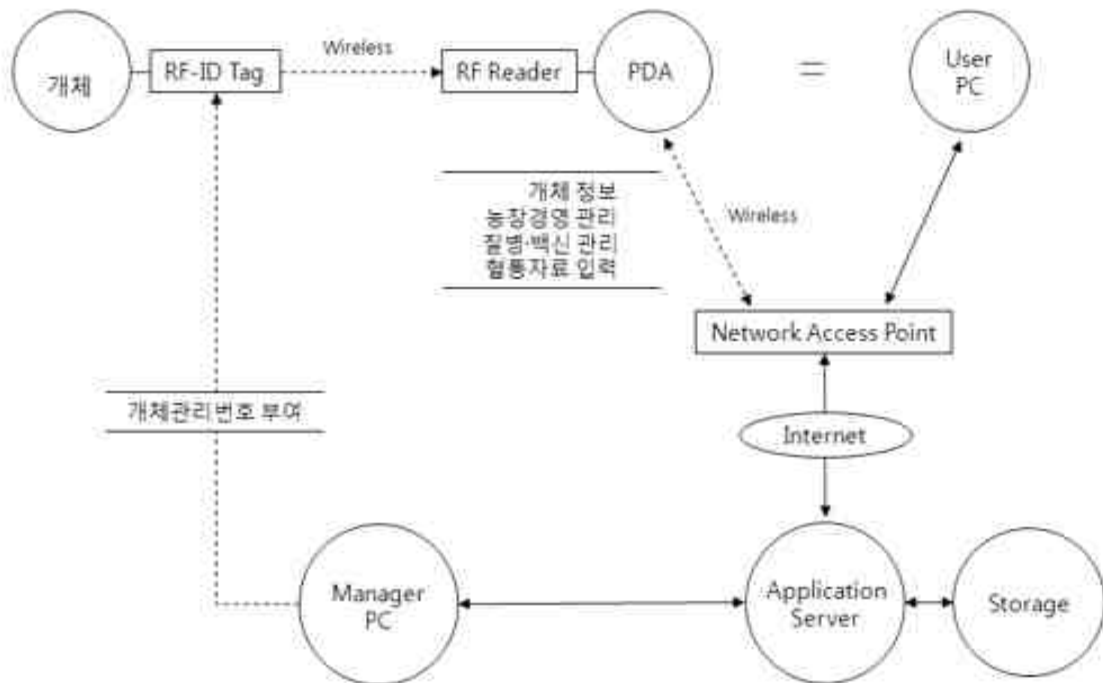 개체
RF-ID Tag
Wireless
RF Reader
PDA
=
User
PC
개체 정보
농장경영 관리
질병·백신 관리
혈통자료 입력
Wireless
Network Access Point
개체관리번호 부여
Internet
Manager
PC
Application
Server
Storage